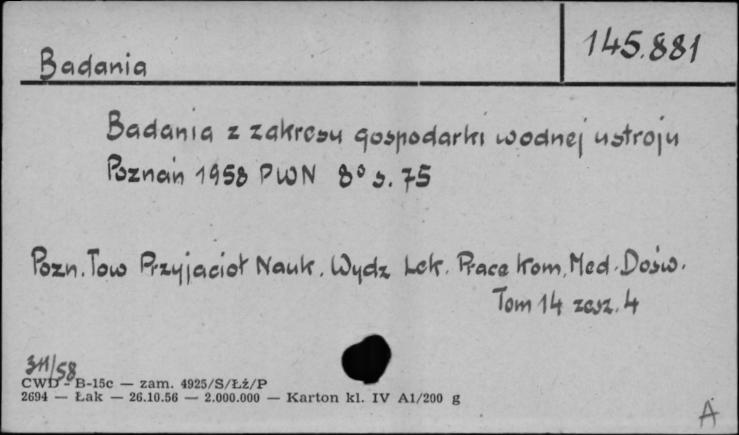 145.881
Badania
Badania z zakresu gospodarki wodnej ustroju
Poznań 1958 PWN 8° s. 75
Pozn. Tow Przyjaciół Nauk. Wydz Lek. Prace Kom. Med. Dośw.
Tom 14 zesz. 4
CWD - B-15c — zam. 4925/S/Łż/P
2694 — Łak — 26.10.56 — 2.000.000 — Karton kl. IV A1/200 g
A